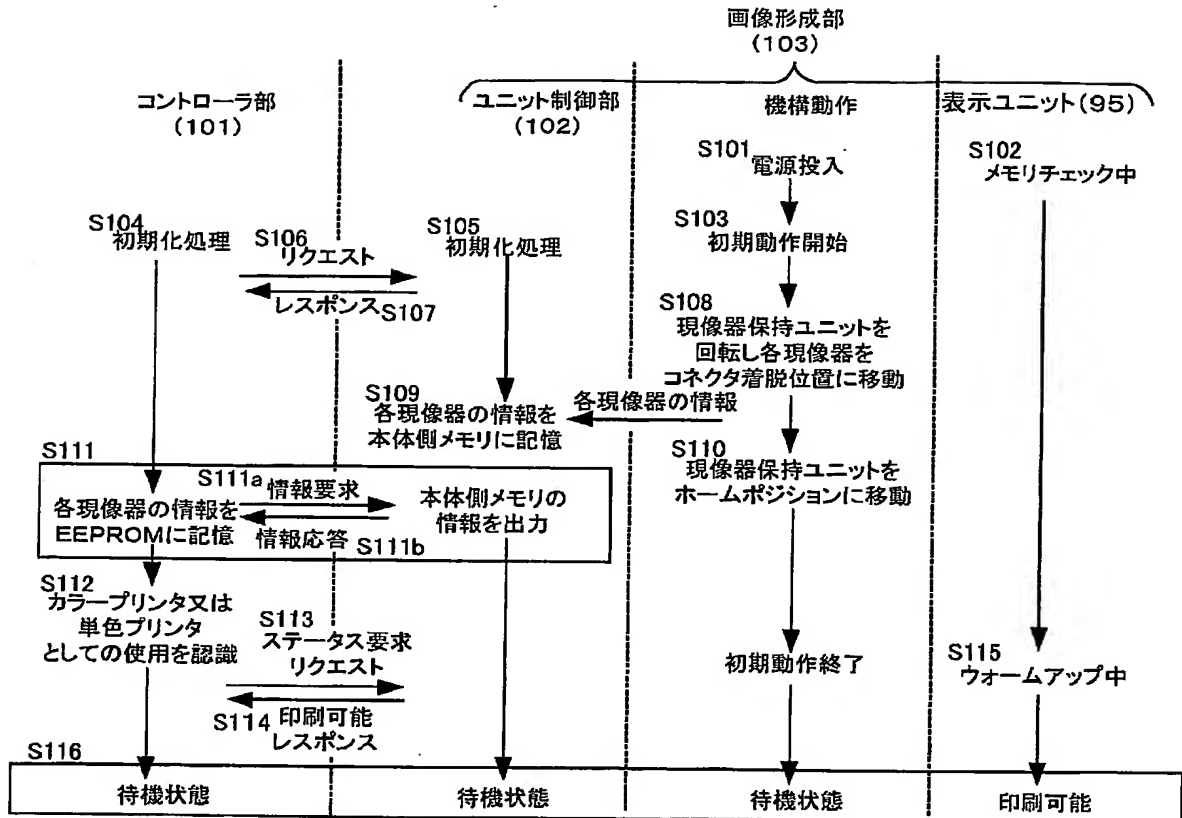 画像形成部
(103)
コントローラ部
(101)
ユニット制御部
(102)
機構動作
表示ユニット(95)
S101
電源投入
S102
メモリチェック中
S103
初期動作開始
S104
初期化処理
S106
リクエスト
S105
初期化処理
レスポンス
S107
S108
現像器保持ユニットを
回転し各現像器を
コネクタ着脱位置に移動
各現像器の情報
S109
各現像器の情報を
本体側メモリに記憶
S110
現像器保持ユニットを
ホームポジションに移動
S111
S111a
情報要求
各現像器の情報を
EEPROMに記憶
本体側メモリの
情報を出力
情報応答
S111b
S112
カラープリンタ又は
単色プリンタ
としての使用を認識
S113
ステータス要求
リクエスト
S114
印刷可能
レスポンス
初期動作終了
S115
ウォームアップ中
S116
待機状態
待機状態
待機状態
印刷可能